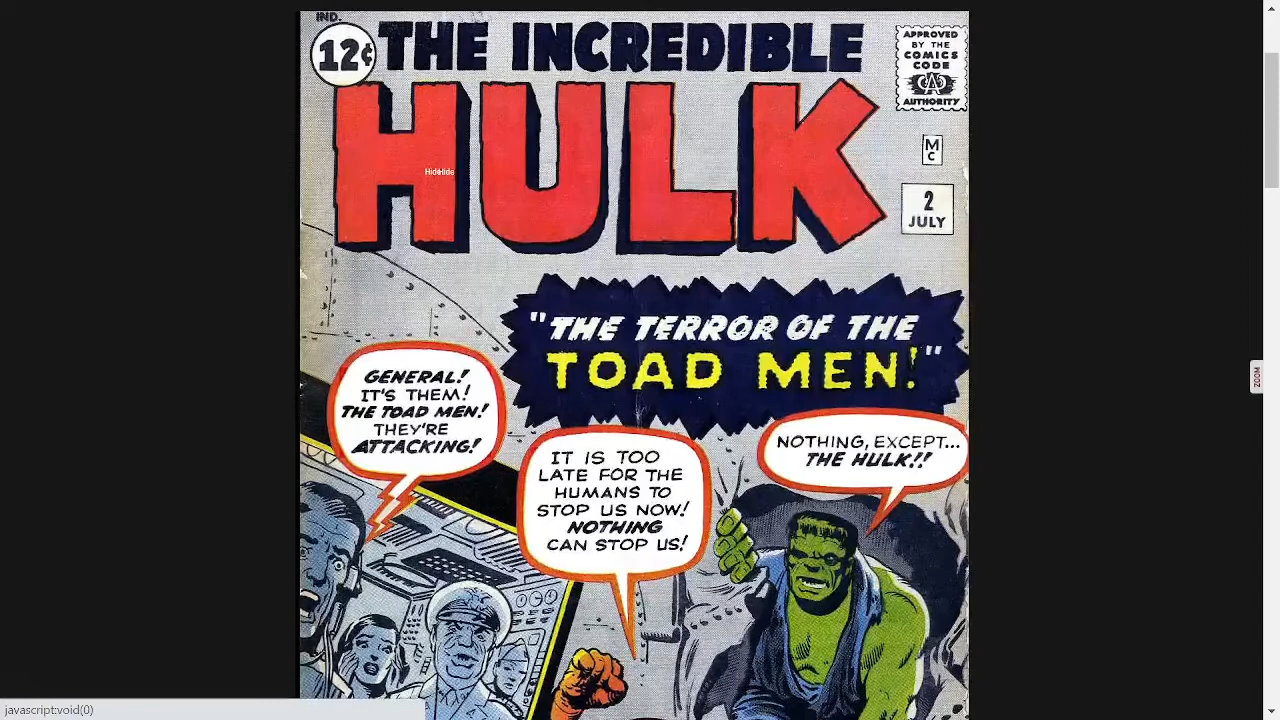 IND.
12¢
THE INCREDIBLE
HULK
APPROVED
BY THE
COMICS
CODE
CA
AUTHORITY
M
C
2
JULY
"THE TERROR OF THE
TOAD MEN!"
GENERAL!
IT'S THEM!
THE TOAD MEN!
THEY'RE
ATTACKING!
IT IS TOO
LATE FOR THE
HUMANS TO
STOP US NOW!
NOTHING
CAN STOP US!
NOTHING, EXCEPT...
THE HULK!!
ZOOM
javascript:void(0)